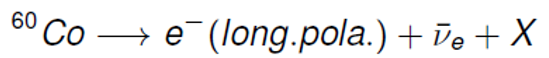 ⁶⁰Co ⟶ e⁻(long.pola.) + ν̄ₑ + X